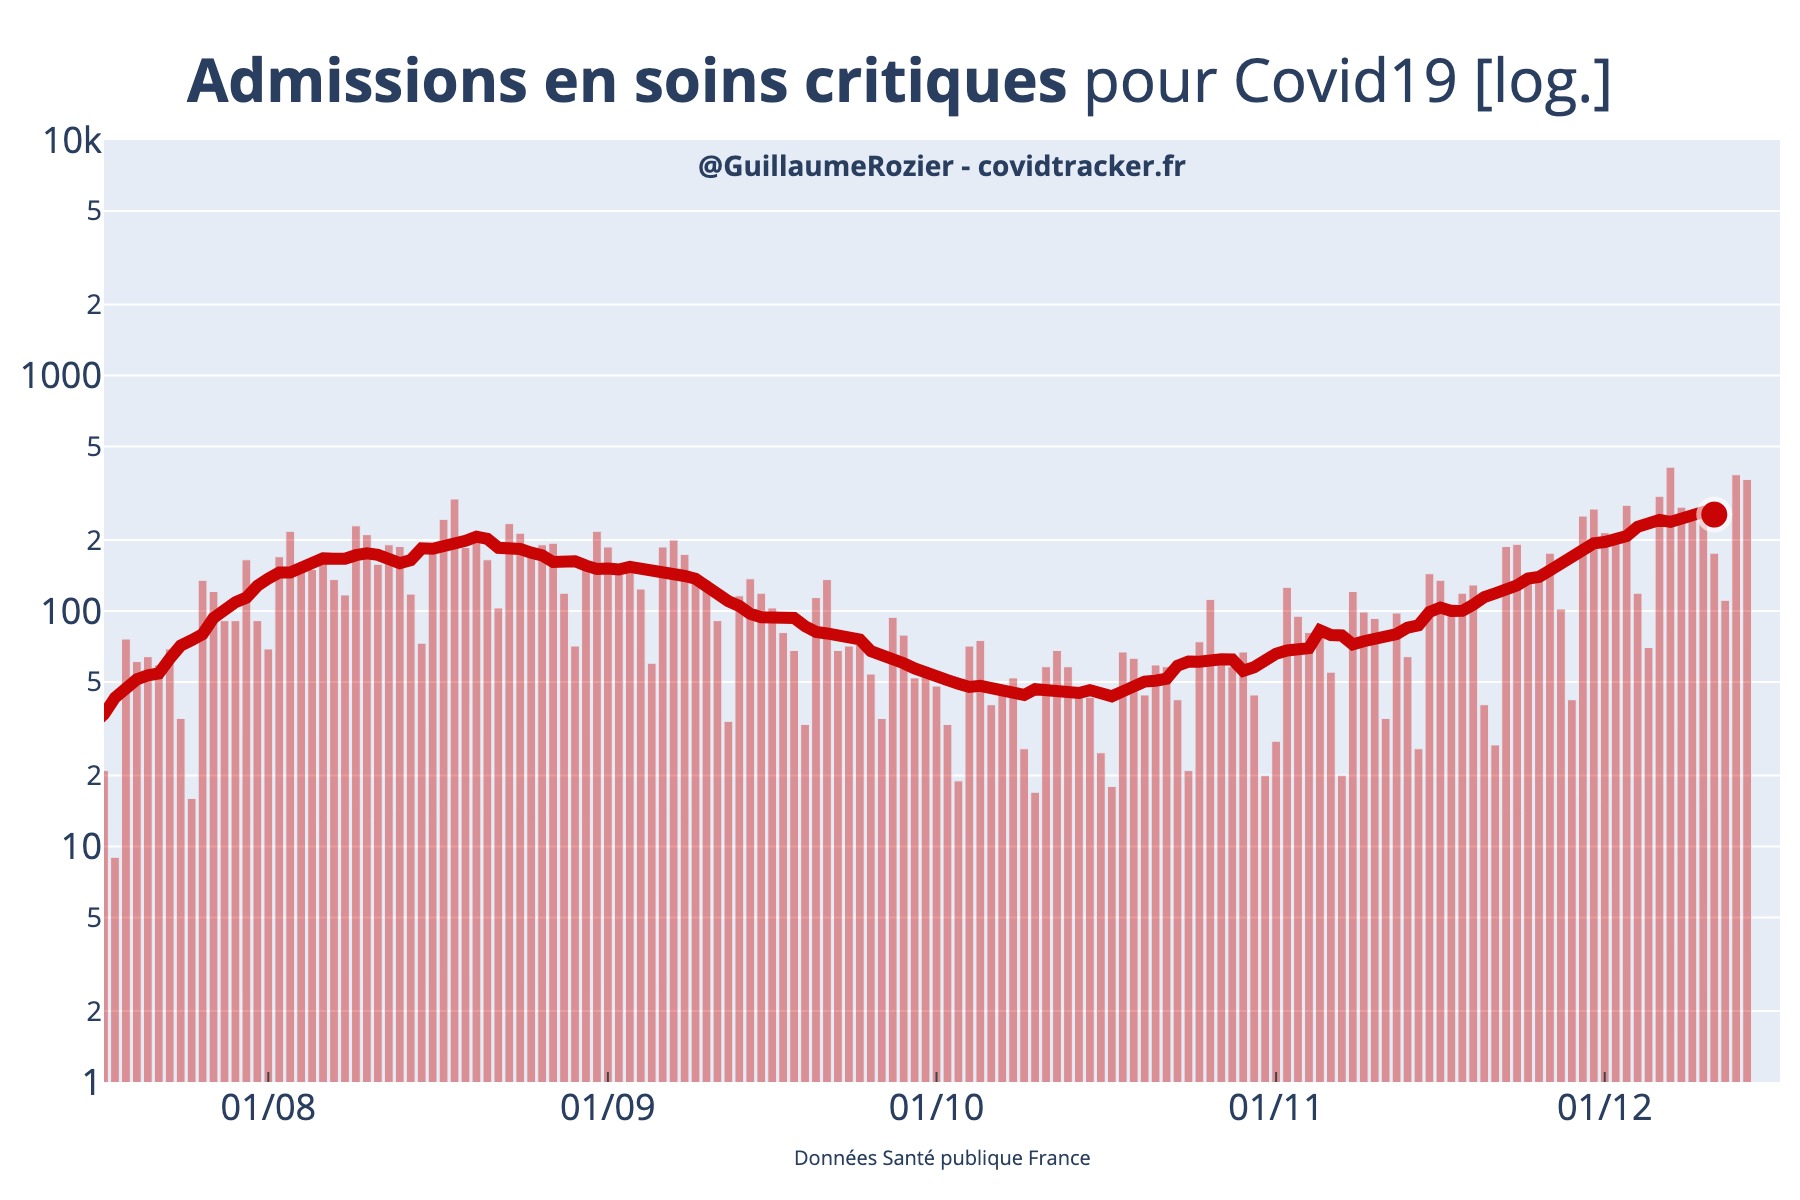 Admissions en soins critiques pour Covid19 [log.]
@GuillaumeRozier - covidtracker.fr
10k
5
2
1000
5
2
100
5
2
10
5
2
1
01/08 01/09 01/10 01/11 01/12
Données Santé publique France